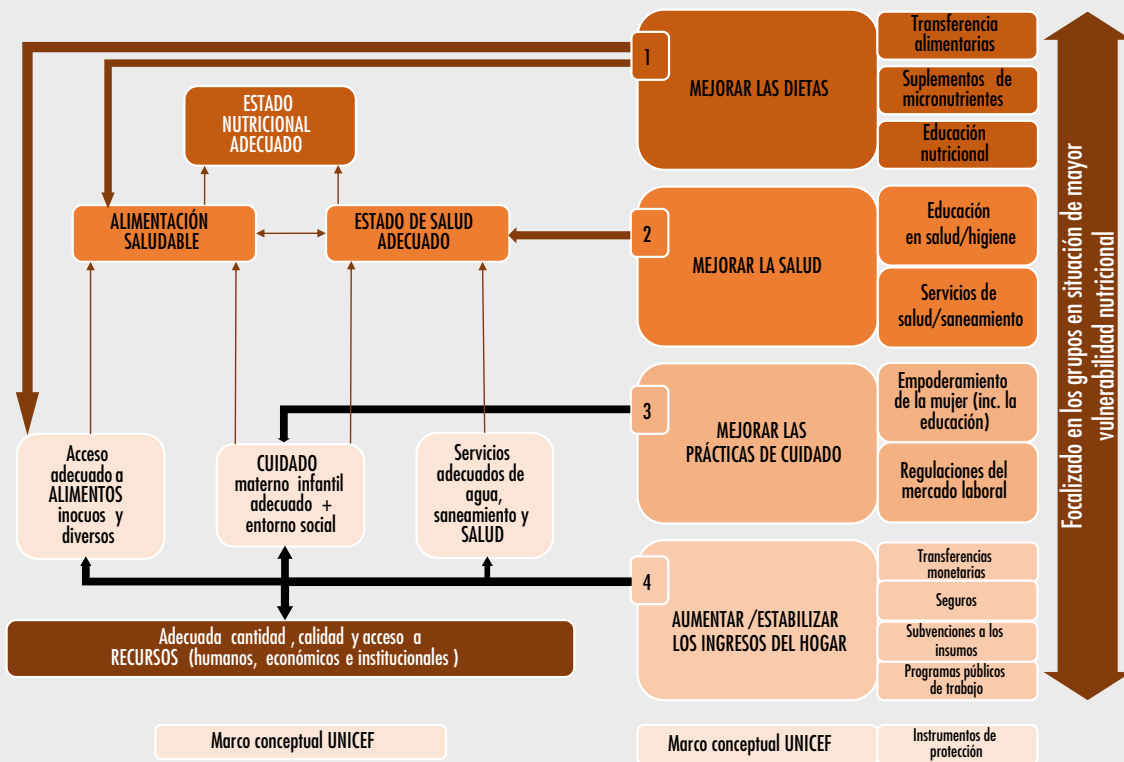 ESTADO
NUTRICIONAL
ADECUADO
ALIMENTACIÓN
SALUDABLE
ESTADO DE SALUD
ADECUADO
Acceso
adecuado a
ALIMENTOS
inocuos y
diversos
CUIDADO
materno infantil
adecuado +
entorno social
Servicios
adecuados de
agua,
saneamiento y
SALUD
Adecuada cantidad, calidad y acceso a
RECURSOS (humanos, económicos e institucionales)
Marco conceptual UNICEF
1
MEJORAR LAS DIETAS
Transferencia
alimentarias
Suplementos de
micronutrientes
Educación
nutricional
2
MEJORAR LA SALUD
Educación
en salud/higiene
Servicios de
salud/saneamiento
3
MEJORAR LAS
PRÁCTICAS DE CUIDADO
Empoderamiento
de la mujer (inc. la
educación)
Regulaciones del
mercado laboral
4
AUMENTAR /ESTABILIZAR
LOS INGRESOS DEL HOGAR
Transferencias
monetarias
Seguros
Subvenciones a los
insumos
Programas públicos
de trabajo
Marco conceptual UNICEF
Instrumentos de
protección
Focalizado en los grupos en situación de mayor
vulnerabilidad nutricional